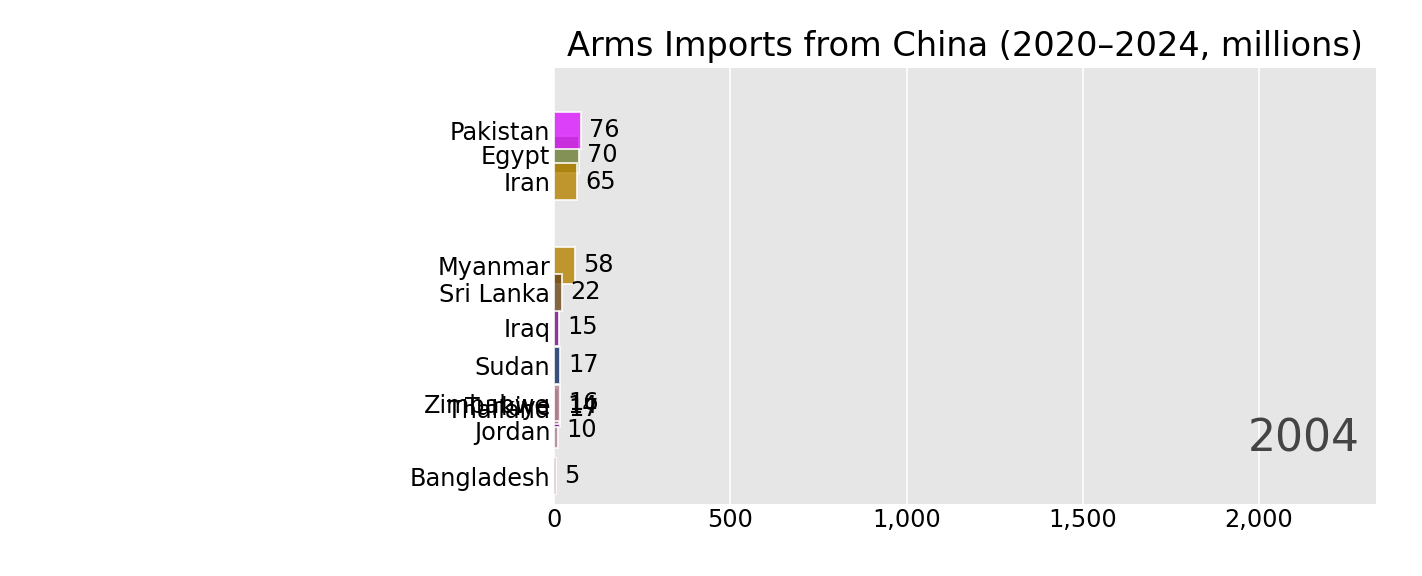 Arms Imports from China (2020–2024, millions)
Pakistan 76
Egypt 70
Iran 65
Myanmar 58
Sri Lanka 22
Iraq 15
Sudan 17
Zimbabwe 16
Thailand
Jordan 10
2004
Bangladesh 5
0 500 1,000 1,500 2,000